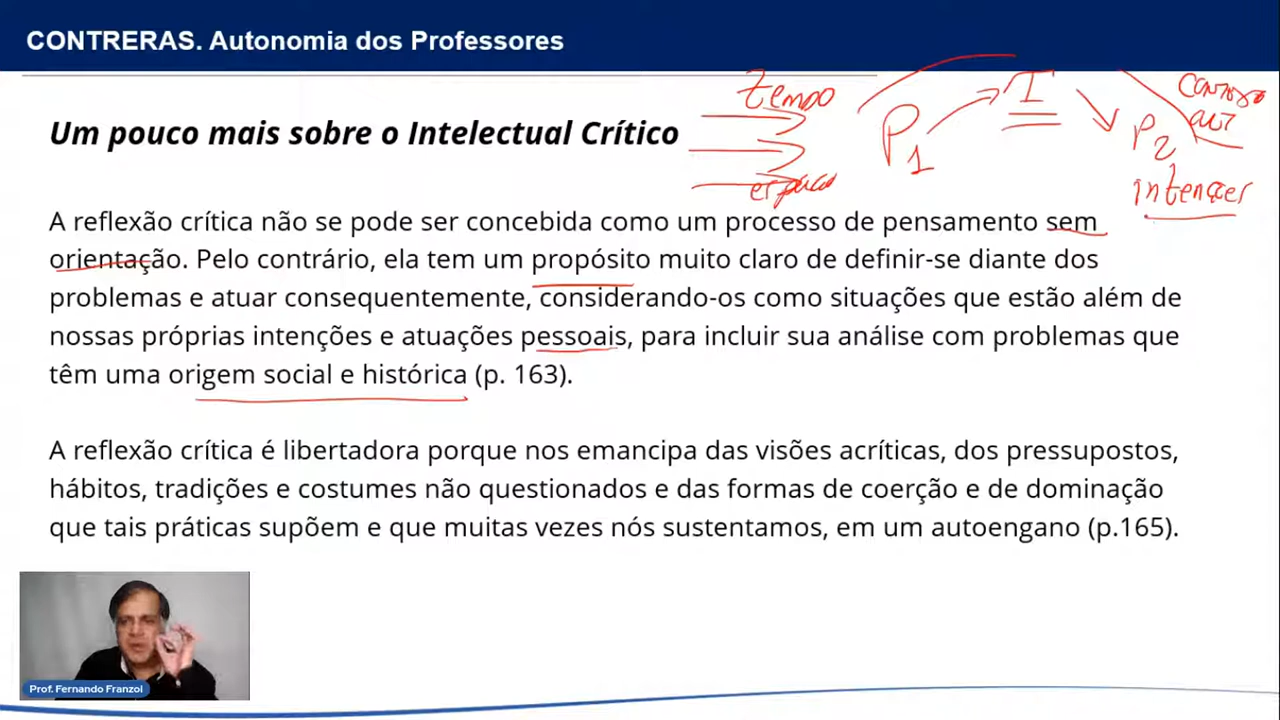 CONTRERAS. Autonomia dos Professores
tempo
P1
T
P2
espaço
intenções
Um pouco mais sobre o Intelectual Crítico
A reflexão crítica não se pode ser concebida como um processo de pensamento sem
orientação. Pelo contrário, ela tem um propósito muito claro de definir-se diante dos
problemas e atuar consequentemente, considerando-os como situações que estão além de
nossas próprias intenções e atuações pessoais, para incluir sua análise com problemas que
têm uma origem social e histórica (p. 163).
A reflexão crítica é libertadora porque nos emancipa das visões acríticas, dos pressupostos,
hábitos, tradições e costumes não questionados e das formas de coerção e de dominação
que tais práticas supõem e que muitas vezes nós sustentamos, em um autoengano (p.165).
Prof. Fernando Franzoi